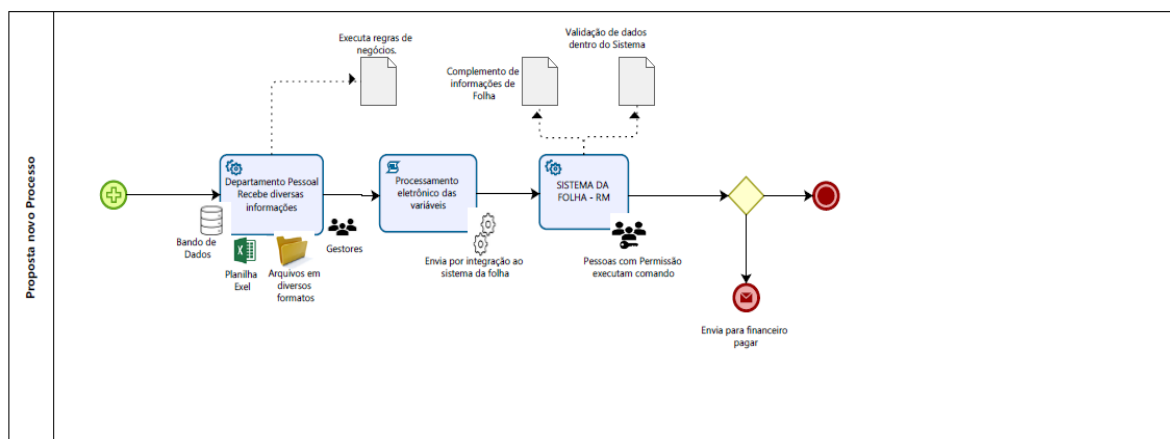 Proposta novo Processo
Executa regras de
negócios.
Validação de dados
dentro do Sistema
Complemento de
informações de
Folha
Departamento Pessoal
Recebe diversas
informações
Processamento
eletrônico das
variáveis
SISTEMA DA
FOLHA - RM
Bando de
Dados
Planilha
Exel
Arquivos em
diversos
formatos
Gestores
Envia por integração ao
sistema da folha
Pessoas com Permissão
executam comando
Envia para financeiro
pagar